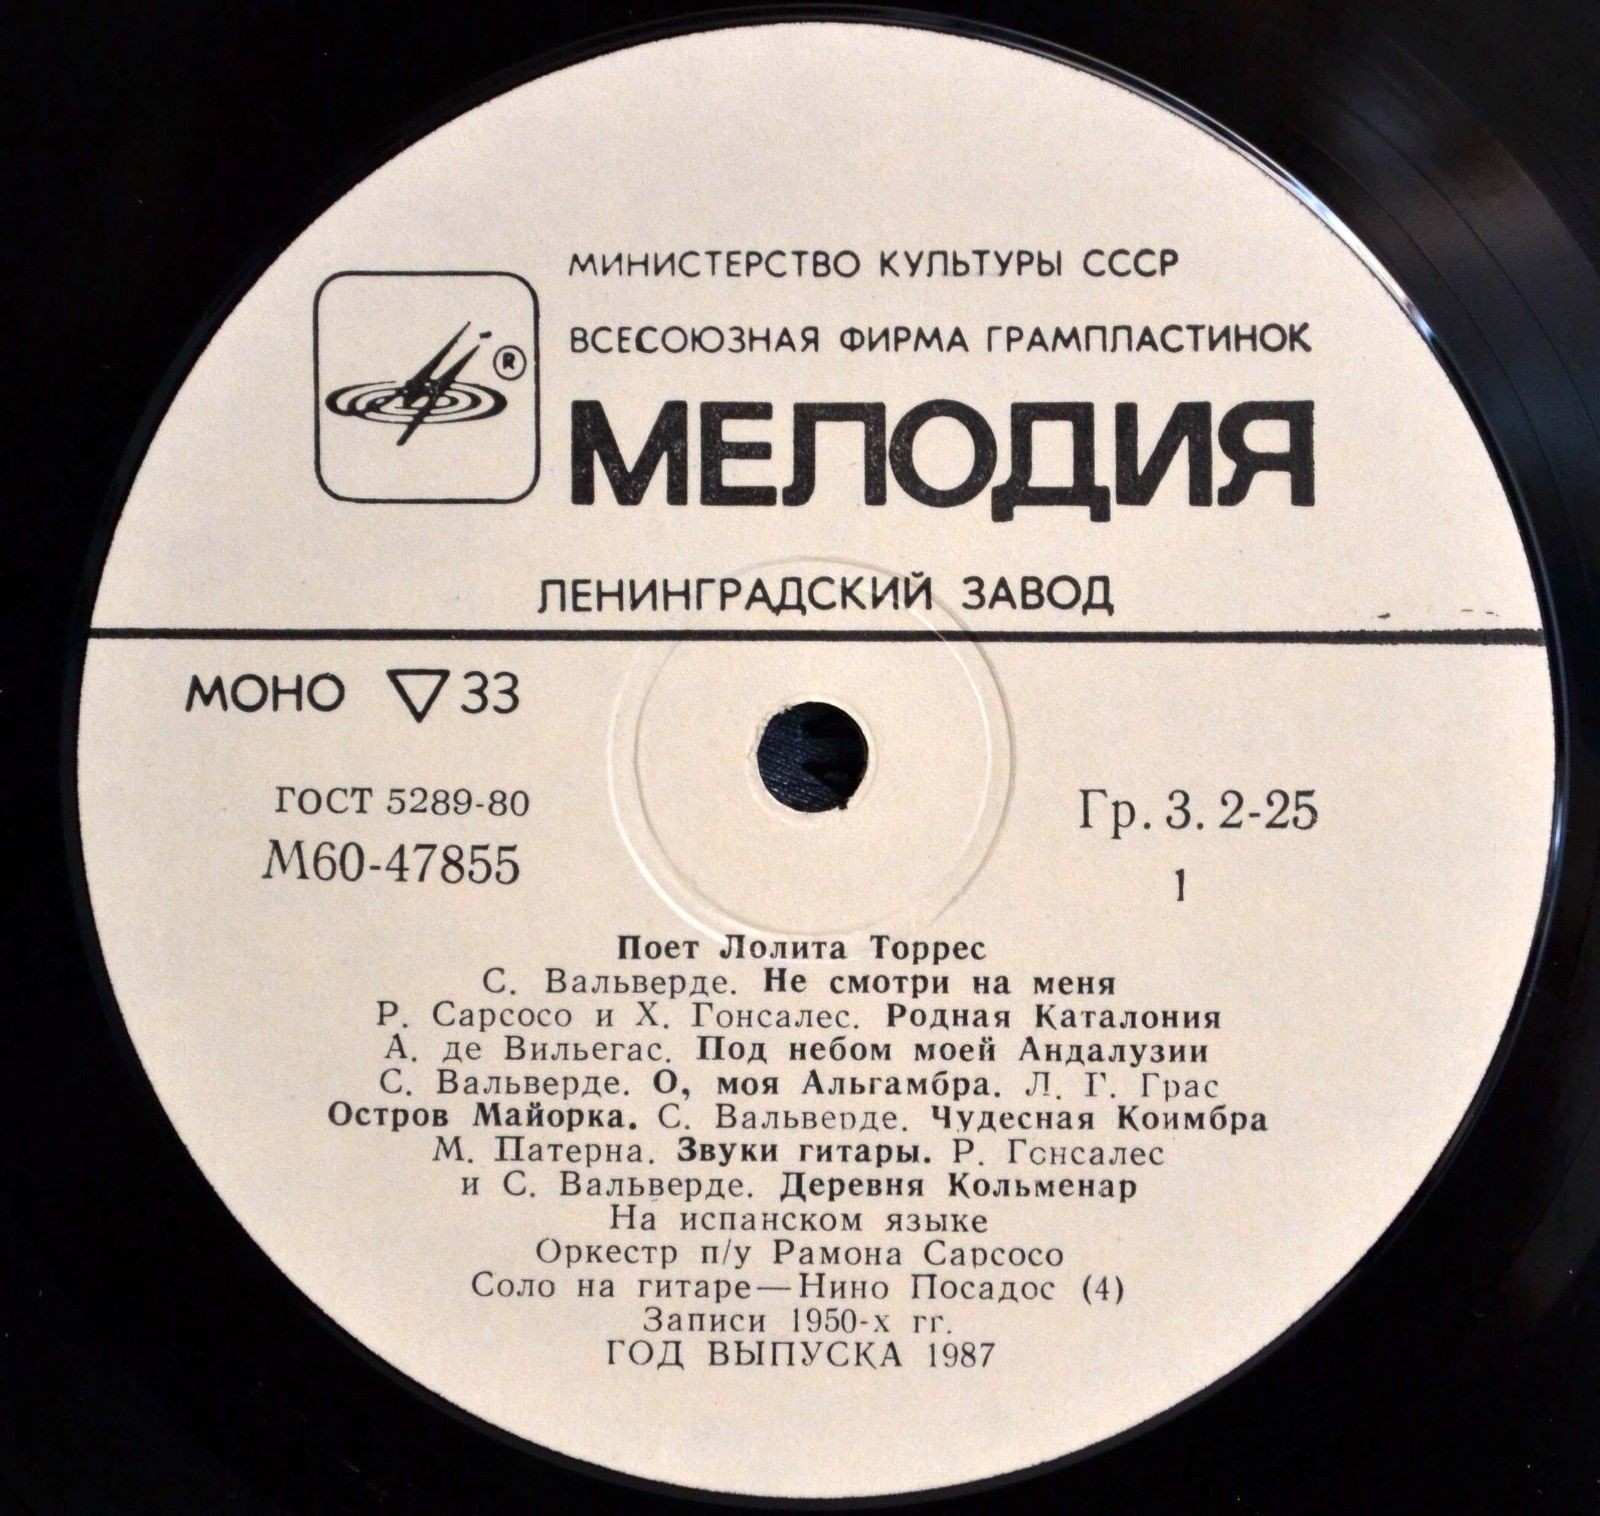 МИНИСТЕРСТВО КУЛЬТУРЫ СССР
ВСЕСОЮЗНАЯ ФИРМА ГРАМПЛАСТИНОК
®
МЕЛОДИЯ
ЛЕНИНГРАДСКИЙ ЗАВОД
МОНО ▽ 33
ГОСТ 5289-80
М60-47855
Гр. 3. 2-25
1
Поет Лолита Торрес
С. Вальверде. Не смотри на меня
Р. Сарсосо и Х. Гонсалес. Родная Каталония
А. де Вильегас. Под небом моей Андалузии
С. Вальверде. О, моя Альгамбра. Л. Г. Грас
Остров Майорка. С. Вальверде. Чудесная Коимбра
М. Патерна. Звуки гитары. Р. Гонсалес
и С. Вальверде. Деревня Кольменар
На испанском языке
Оркестр п/у Рамона Сарсосо
Соло на гитаре—Нино Посадос (4)
Записи 1950-х гг.
ГОД ВЫПУСКА 1987